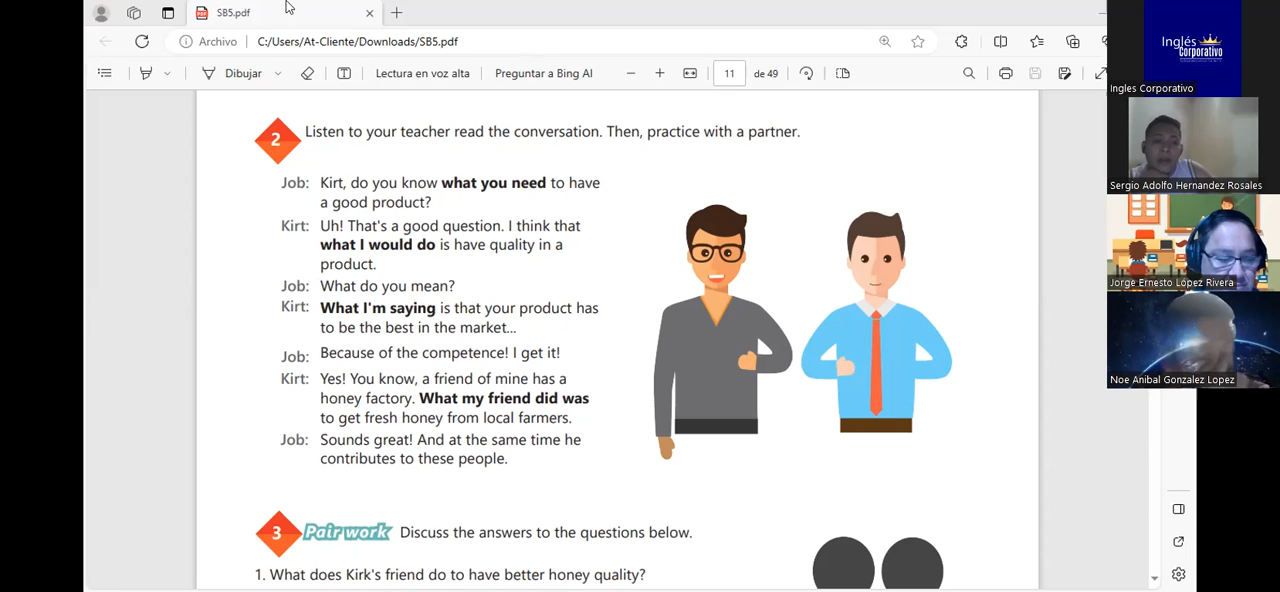 SB5.pdf
Archivo
C:/Users/At-Cliente/Downloads/SB5.pdf
Dibujar
Lectura en voz alta
Preguntar a Bing AI
11
de 49
2
Listen to your teacher read the conversation. Then, practice with a partner.
Job: Kirt, do you know what you need to have
a good product?
Kirt: Uh! That's a good question. I think that
what I would do is have quality in a
product.
Job: What do you mean?
Kirt: What I'm saying is that your product has
to be the best in the market...
Job: Because of the competence! I get it!
Kirt: Yes! You know, a friend of mine has a
honey factory. What my friend did was
to get fresh honey from local farmers.
Job: Sounds great! And at the same time he
contributes to these people.
3 Pair work Discuss the answers to the questions below.
1. What does Kirk's friend do to have better honey quality?
Inglés
Corporativo
Ingles Corporativo
Sergio Adolfo Hernandez Rosales
Jorge Ernesto López Rivera
Noe Anibal Gonzalez Lopez